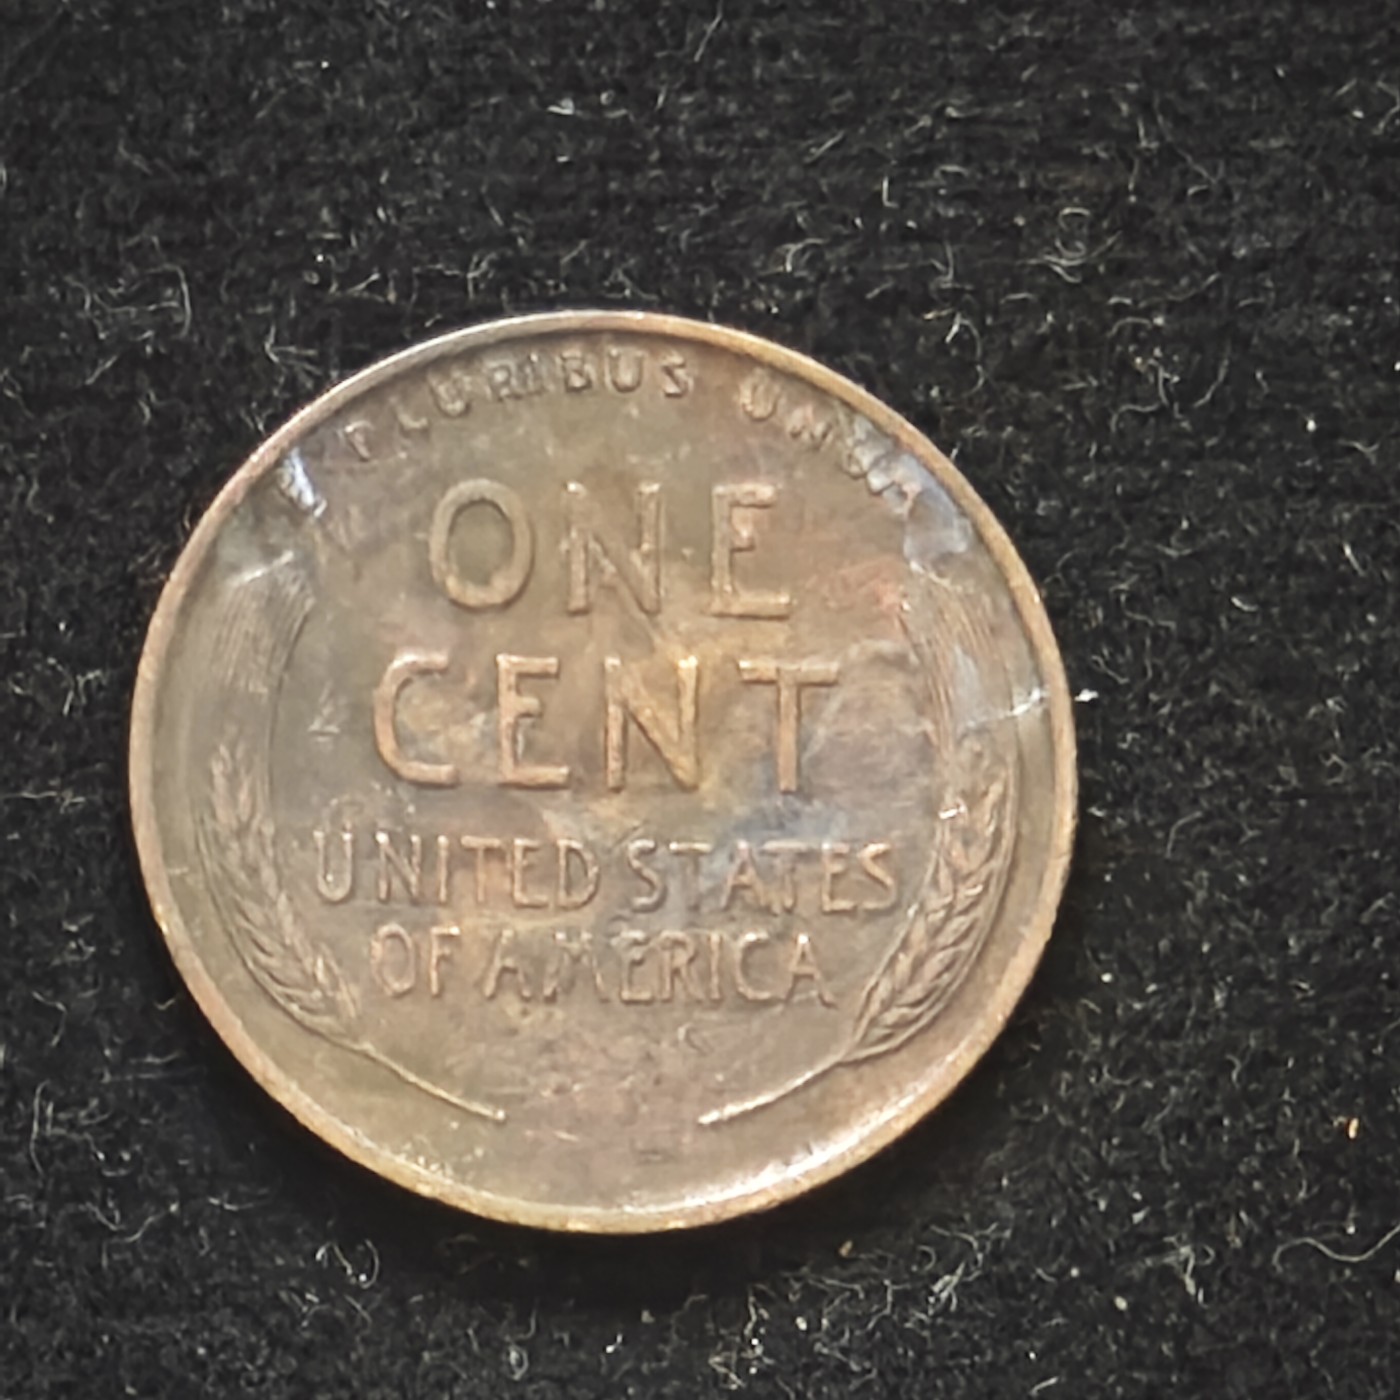 PLURIBUS UNUM
ONE
CENT
UNITED STATES
OF AMERICA